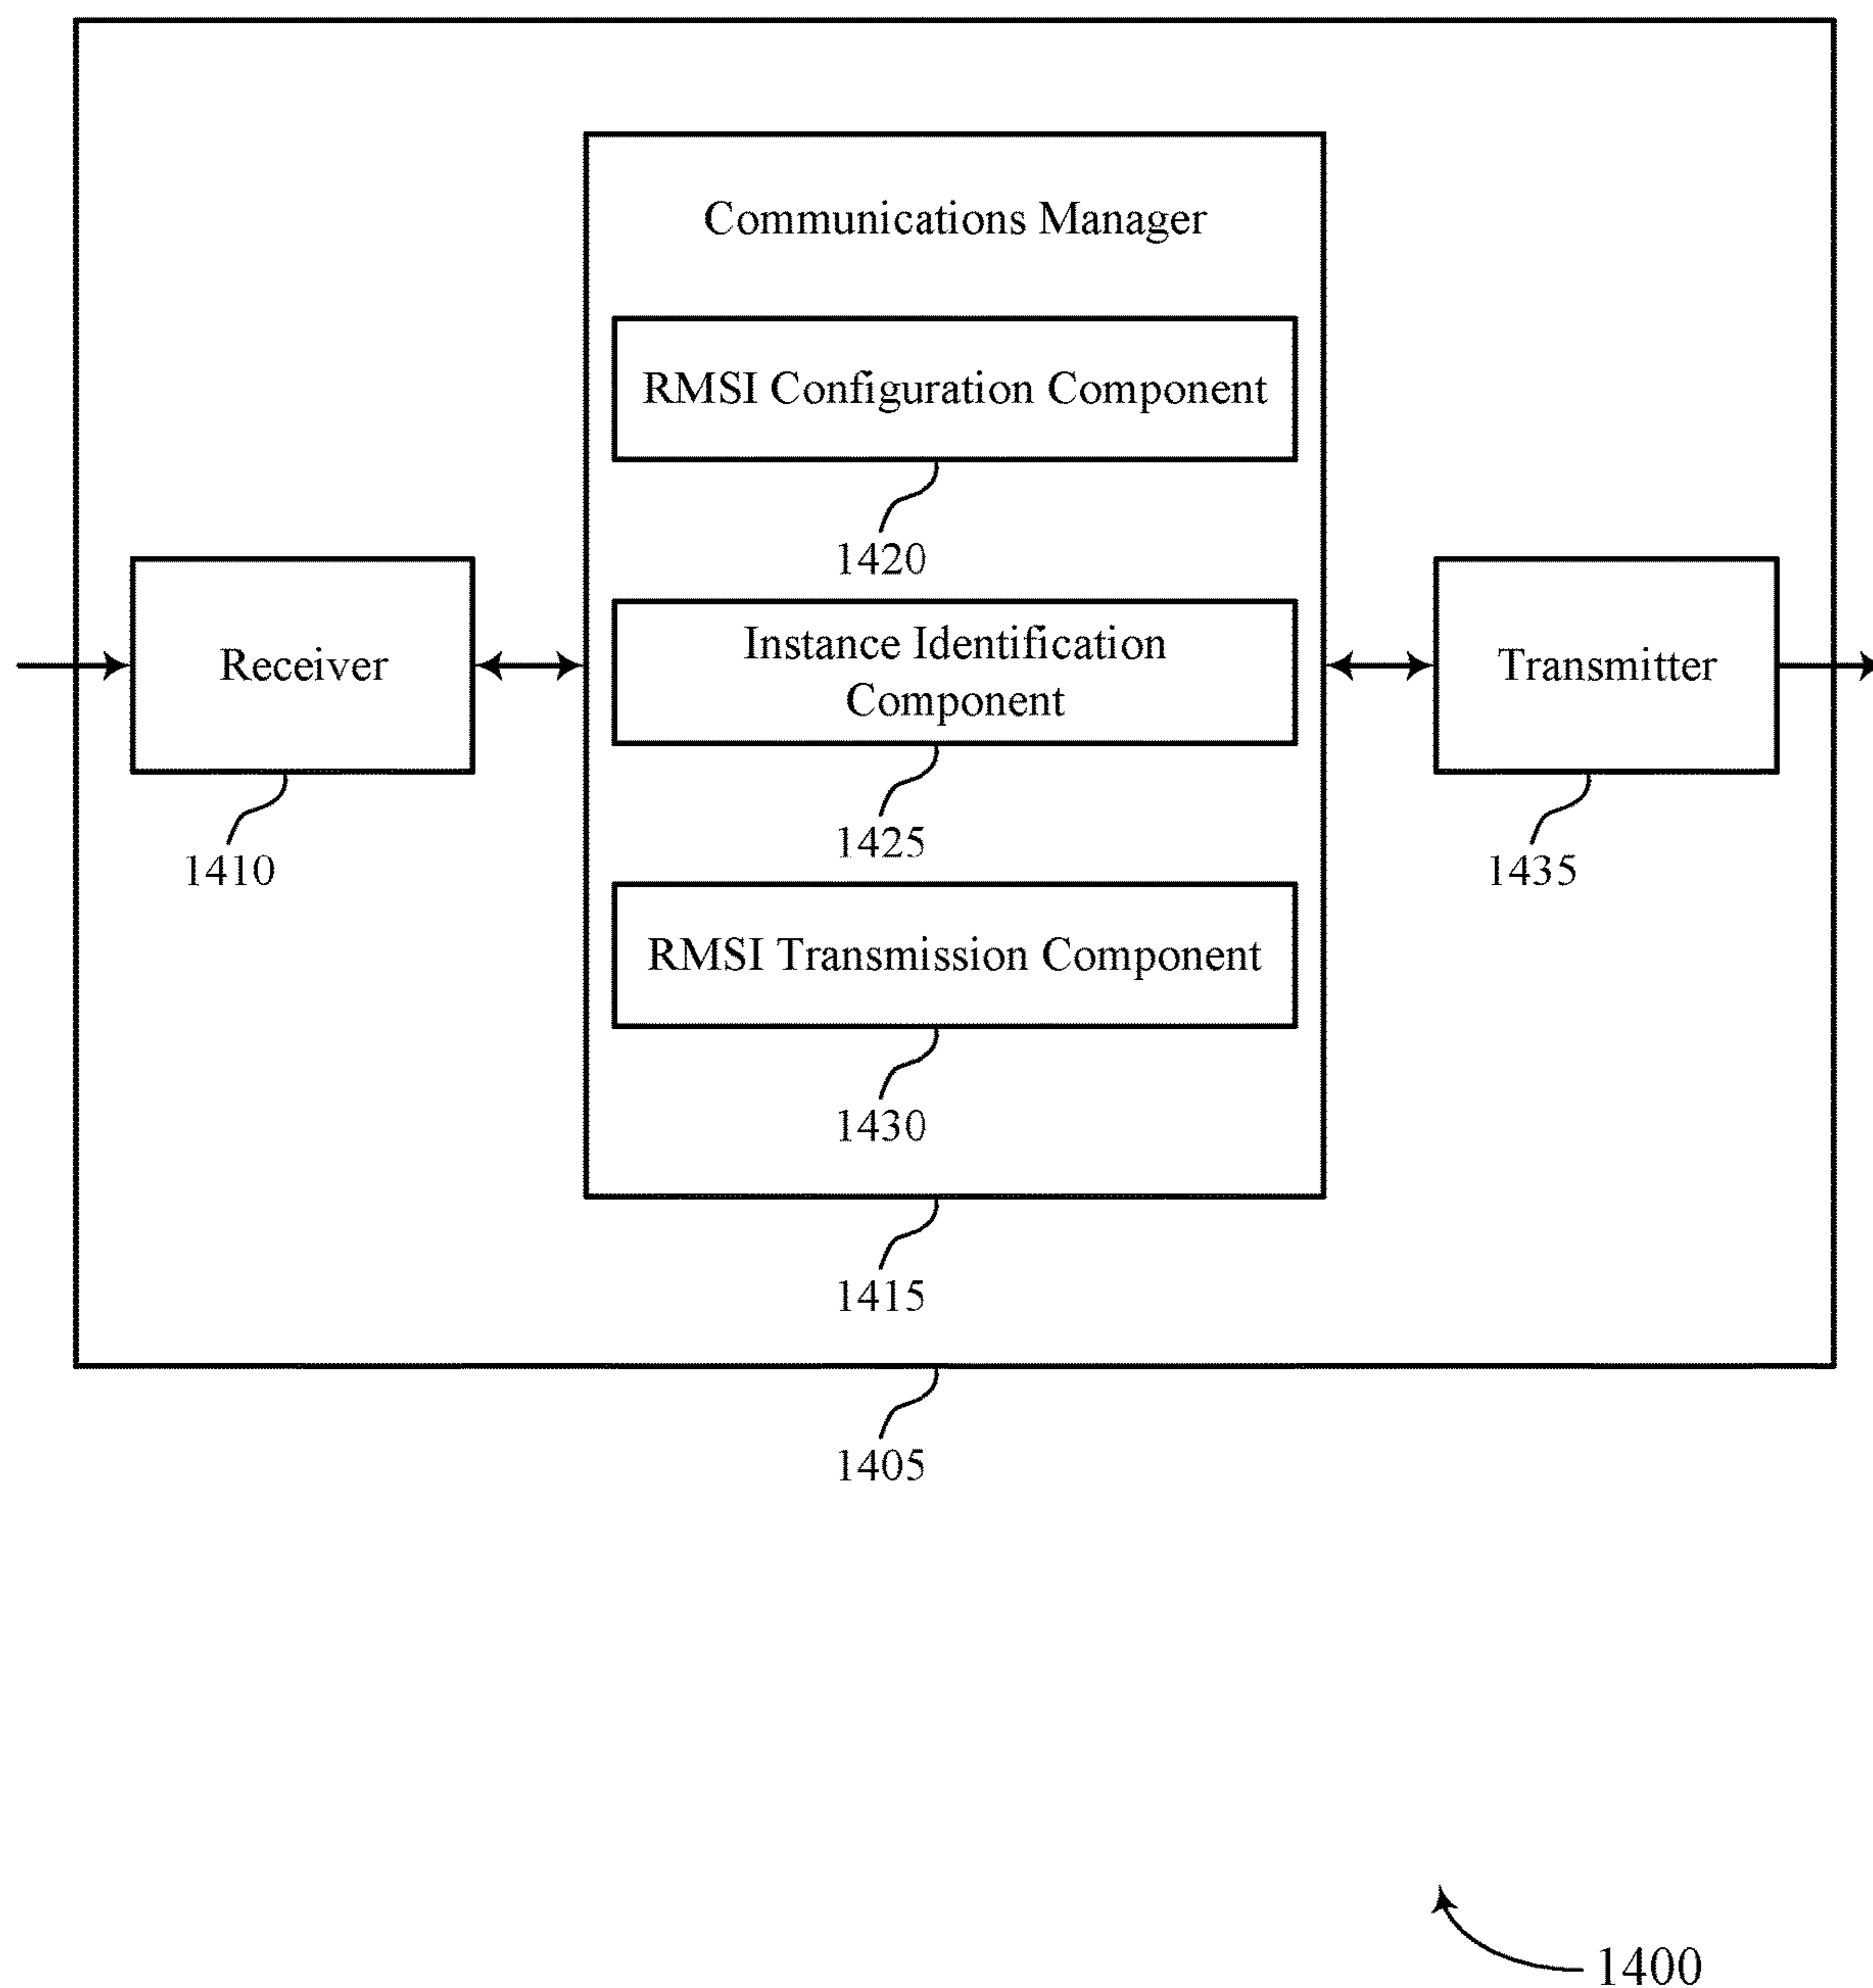 Communications Manager
RMSI Configuration Component
1420
Receiver
1410
Instance Identification
Component
1425
Transmitter
1435
RMSI Transmission Component
1430
1415
1405
1400